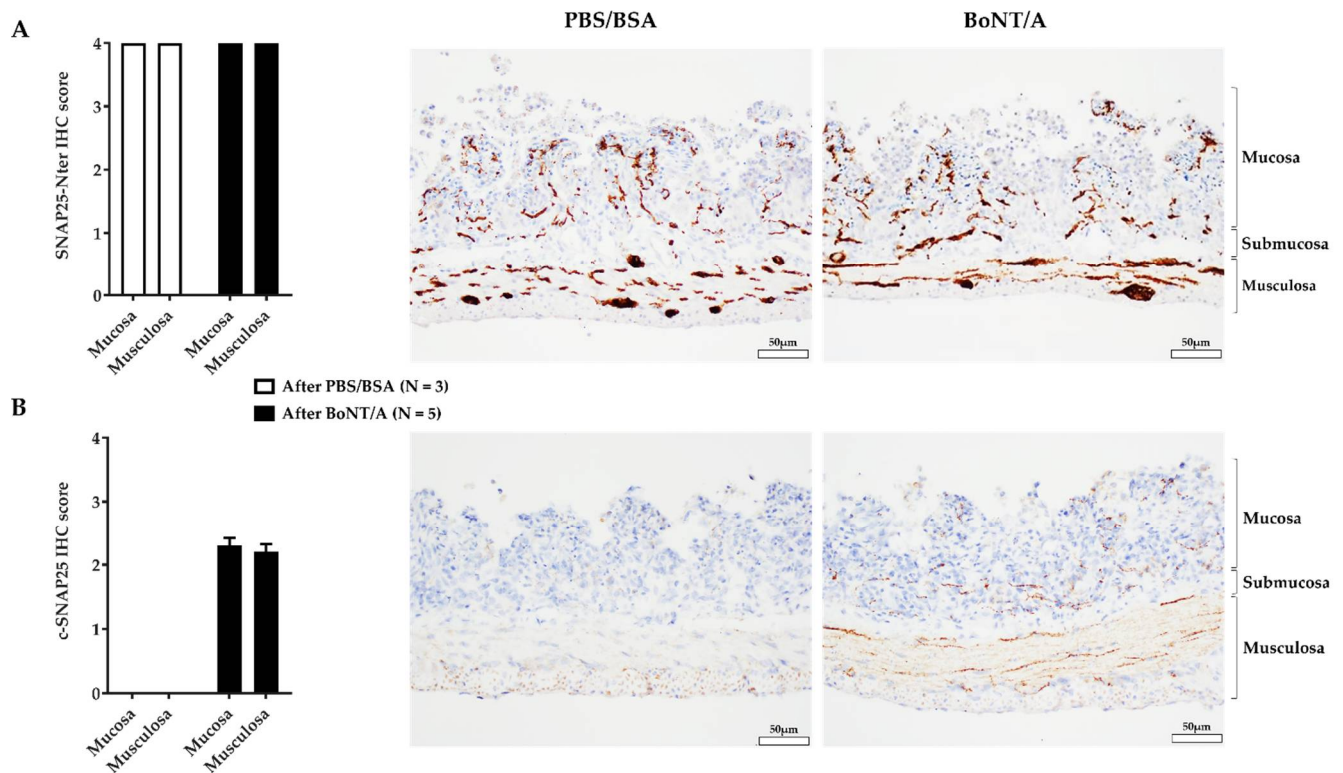 PBS/BSA
BoNT/A
A
SNAP25-Nter IHC score
4
3
2
1
0
Mucosa
Musculosa
Mucosa
Musculosa
50µm
50µm
Mucosa
Submucosa
Musculosa
After PBS/BSA (N = 3)
After BoNT/A (N = 5)
B
c-SNAP25 IHC score
4
3
2
1
0
Mucosa
Musculosa
Mucosa
Musculosa
50µm
50µm
Mucosa
Submucosa
Musculosa